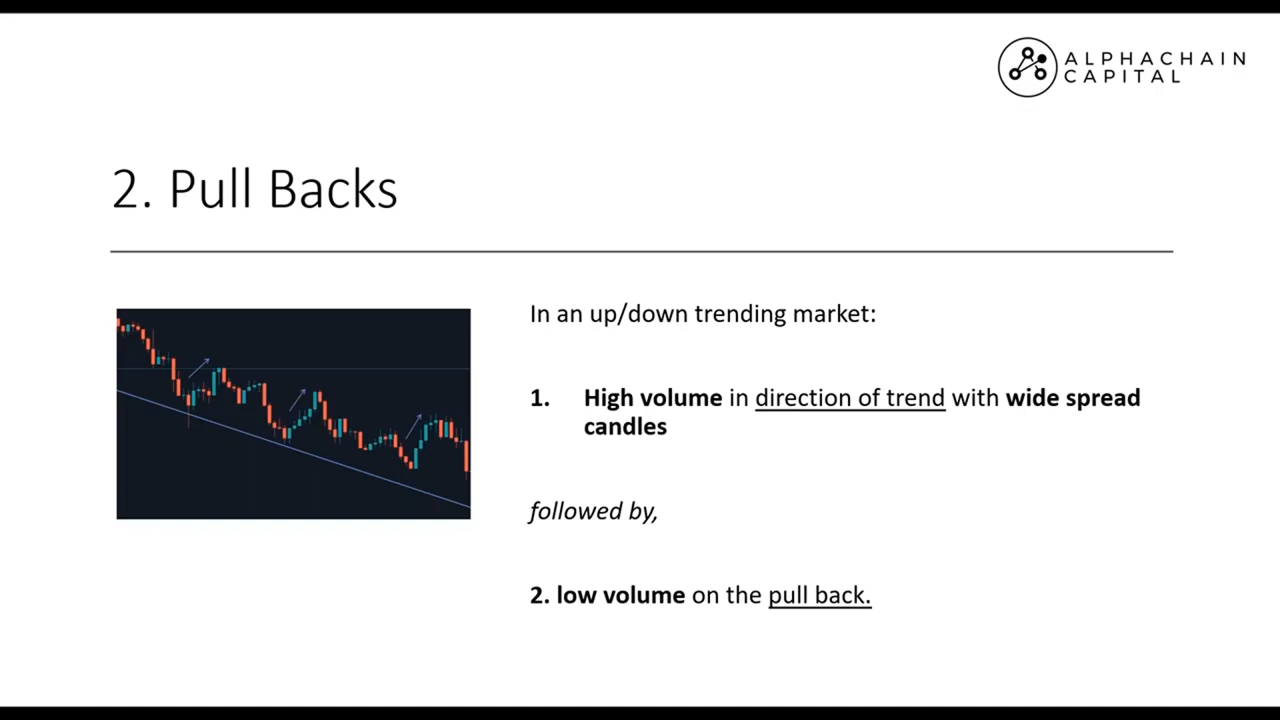 ALPHACHAIN
CAPITAL
2. Pull Backs
In an up/down trending market:
1. High volume in direction of trend with wide spread
candles
followed by,
2. low volume on the pull back.